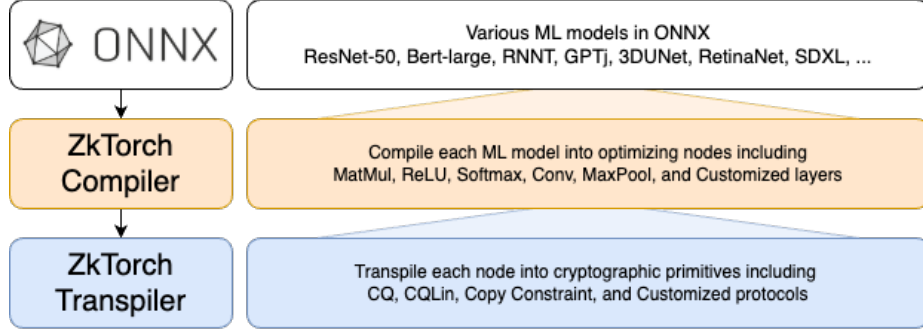 ONNX
Various ML models in ONNX
ResNet-50, Bert-large, RNNT, GPTj, 3DUNet, RetinaNet, SDXL, ...
ZkTorch
Compiler
Compile each ML model into optimizing nodes including
MatMul, ReLU, Softmax, Conv, MaxPool, and Customized layers
ZkTorch
Transpiler
Transpile each node into cryptographic primitives including
CQ, CQLin, Copy Constraint, and Customized protocols